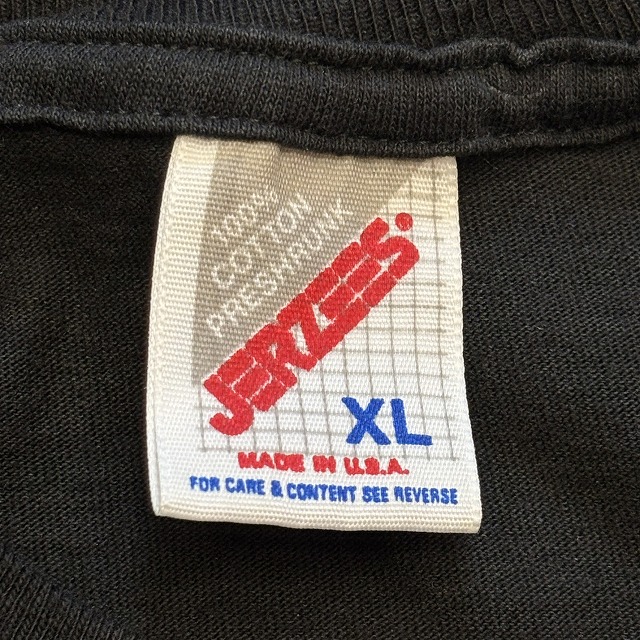 100%
COTTON
PRESHRUNK
JERZEES
XL
MADE IN U.S.A.
FOR CARE & CONTENT SEE REVERSE